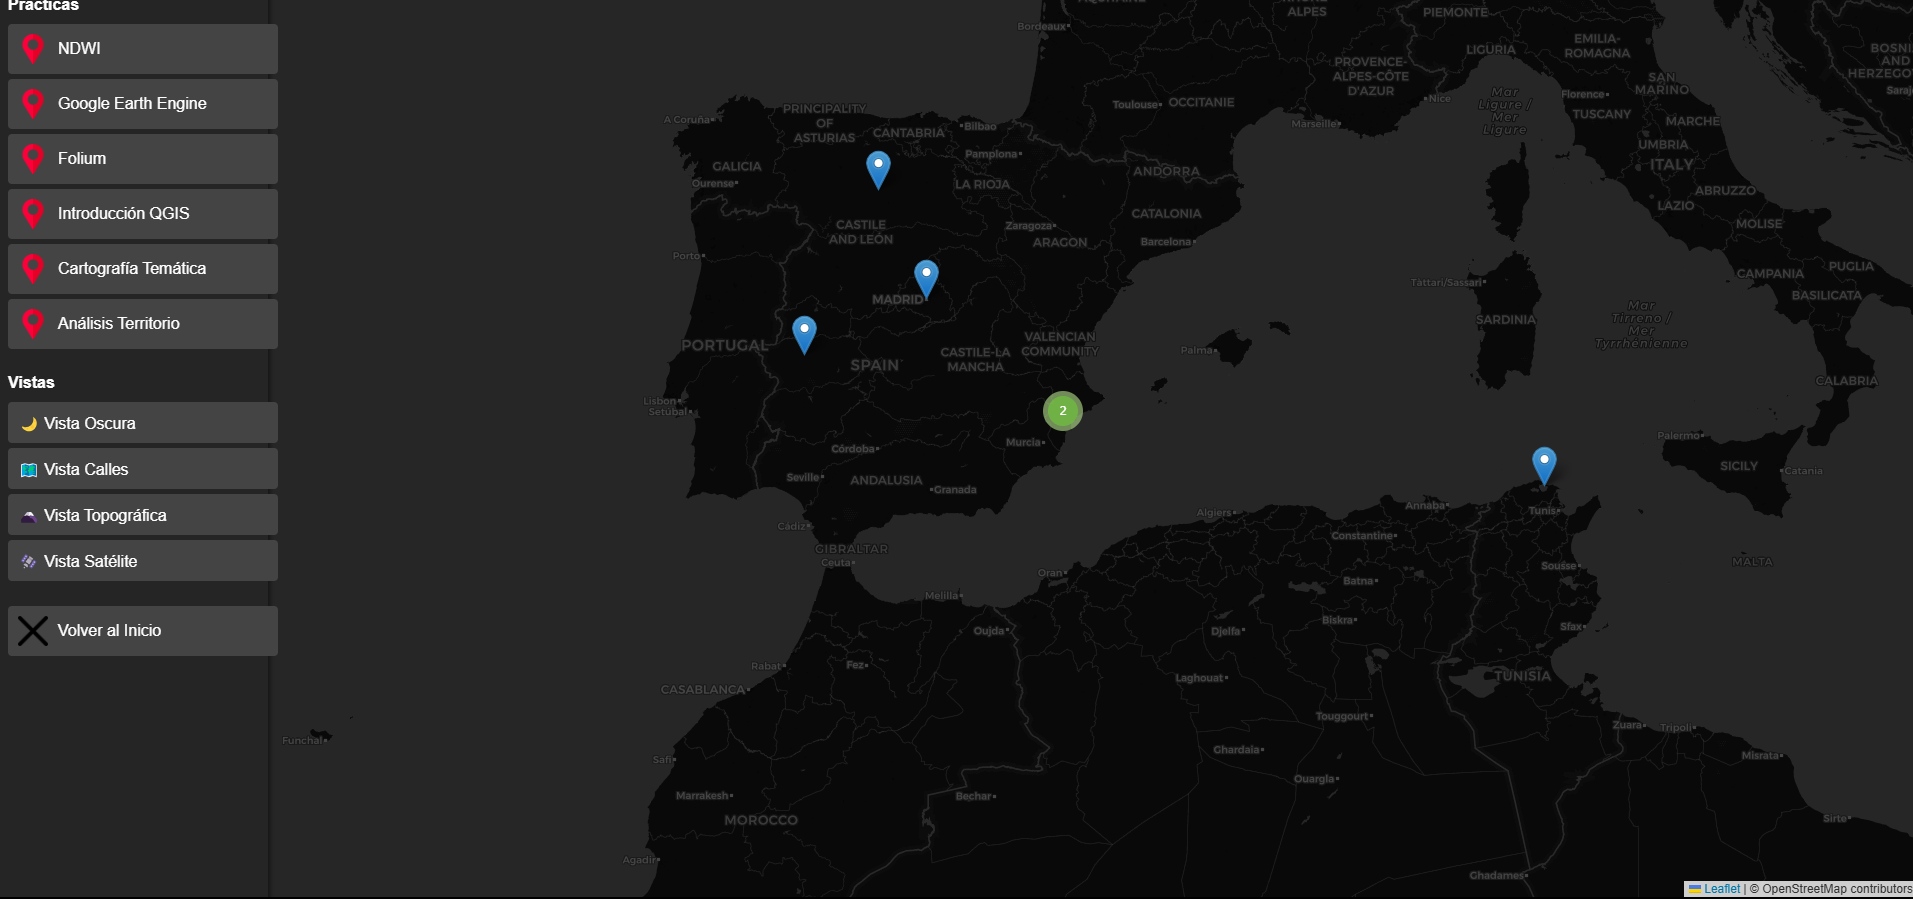 Prácticas
NDWI
Google Earth Engine
Folium
Introducción QGIS
Cartografía Temática
Análisis Territorio
Vistas
Vista Oscura
Vista Calles
Vista Topográfica
Vista Satélite
Volver al Inicio
RHÔNE
ALPES
PIEMONTE
Bordeaux
EMILIA-
ROMAGNA
LIGURIA
BOSNI
AND
HERZEGO
PROVENCE-
ALPES-CÔTE
D'AZUR
SAN
MARINO
Saraj
Mar
Ligure /
Mer
Ligure
Florence
Nice
Toulouse
OCCITANIE
TUSCANY
MARCHE
Marseille
PRINCIPALITY
OF
ASTURIAS
A Coruña
CANTABRIA
Bilbao
Pamplona
UMBRIA
ITALY
GALICIA
Ourense
LA RIOJA
ANDORRA
ABRUZZO
LAZIO
CATALONIA
MOLISE
CASTILE
AND LEÓN
Zaragoza
ARAGON
Barcelona
Porto
PUGLIA
CAMPANIA
BASILICATA
Tàttari/Sassari
MADRID
Mar
Tirreno /
Mer
Tyrrhénienne
SARDINIA
PORTUGAL
VALENCIAN
COMMUNITY
Palma
CASTILE-LA
MANCHA
SPAIN
CALABRIA
Lisbon
Setúbal
2
Murcia
Palermo
Córdoba
SICILY
Catania
Seville
ANDALUSIA
Granada
Annaba
Tunis
Algiers
Cádiz
Constantine
GIBRALTAR
Ceuta
MALTA
Sousse
Oran
Batna
Melilla
Biskra
Sfax
Oujda
Djelfa
Rabat
Fez
Laghouat
TUNISIA
CASABLANCA
Touggourt
Zuara
Tripoli
Funchal
Ghardaia
Misrata
Safi
Ouargla
Marrakesh
Bechar
MOROCCO
Sirte
Agadir
Ghadames
Leaflet | © OpenStreetMap contributors